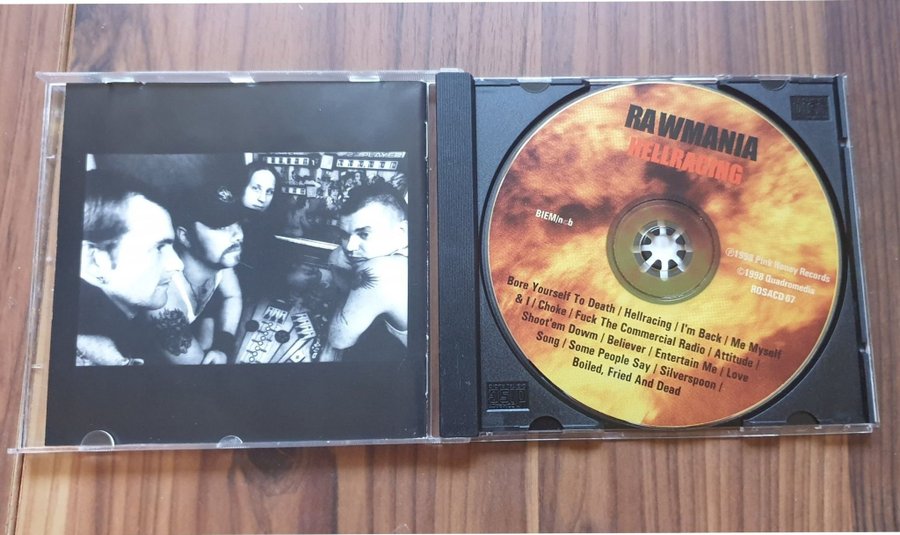 RAWMANIA
HELLRACING
BIEM/n©b
℗1998 Pink Honey Records
©1998 Quadromedia
ROSACD 67
Bore Yourself To Death / Hellracing / I'm Back / Me Myself
& I / Choke / Fuck The Commercial Radio / Attitude /
Shoot'em Down / Believer / Entertain Me / Love
Song / Some People Say / Silverspoon /
Boiled, Fried And Dead